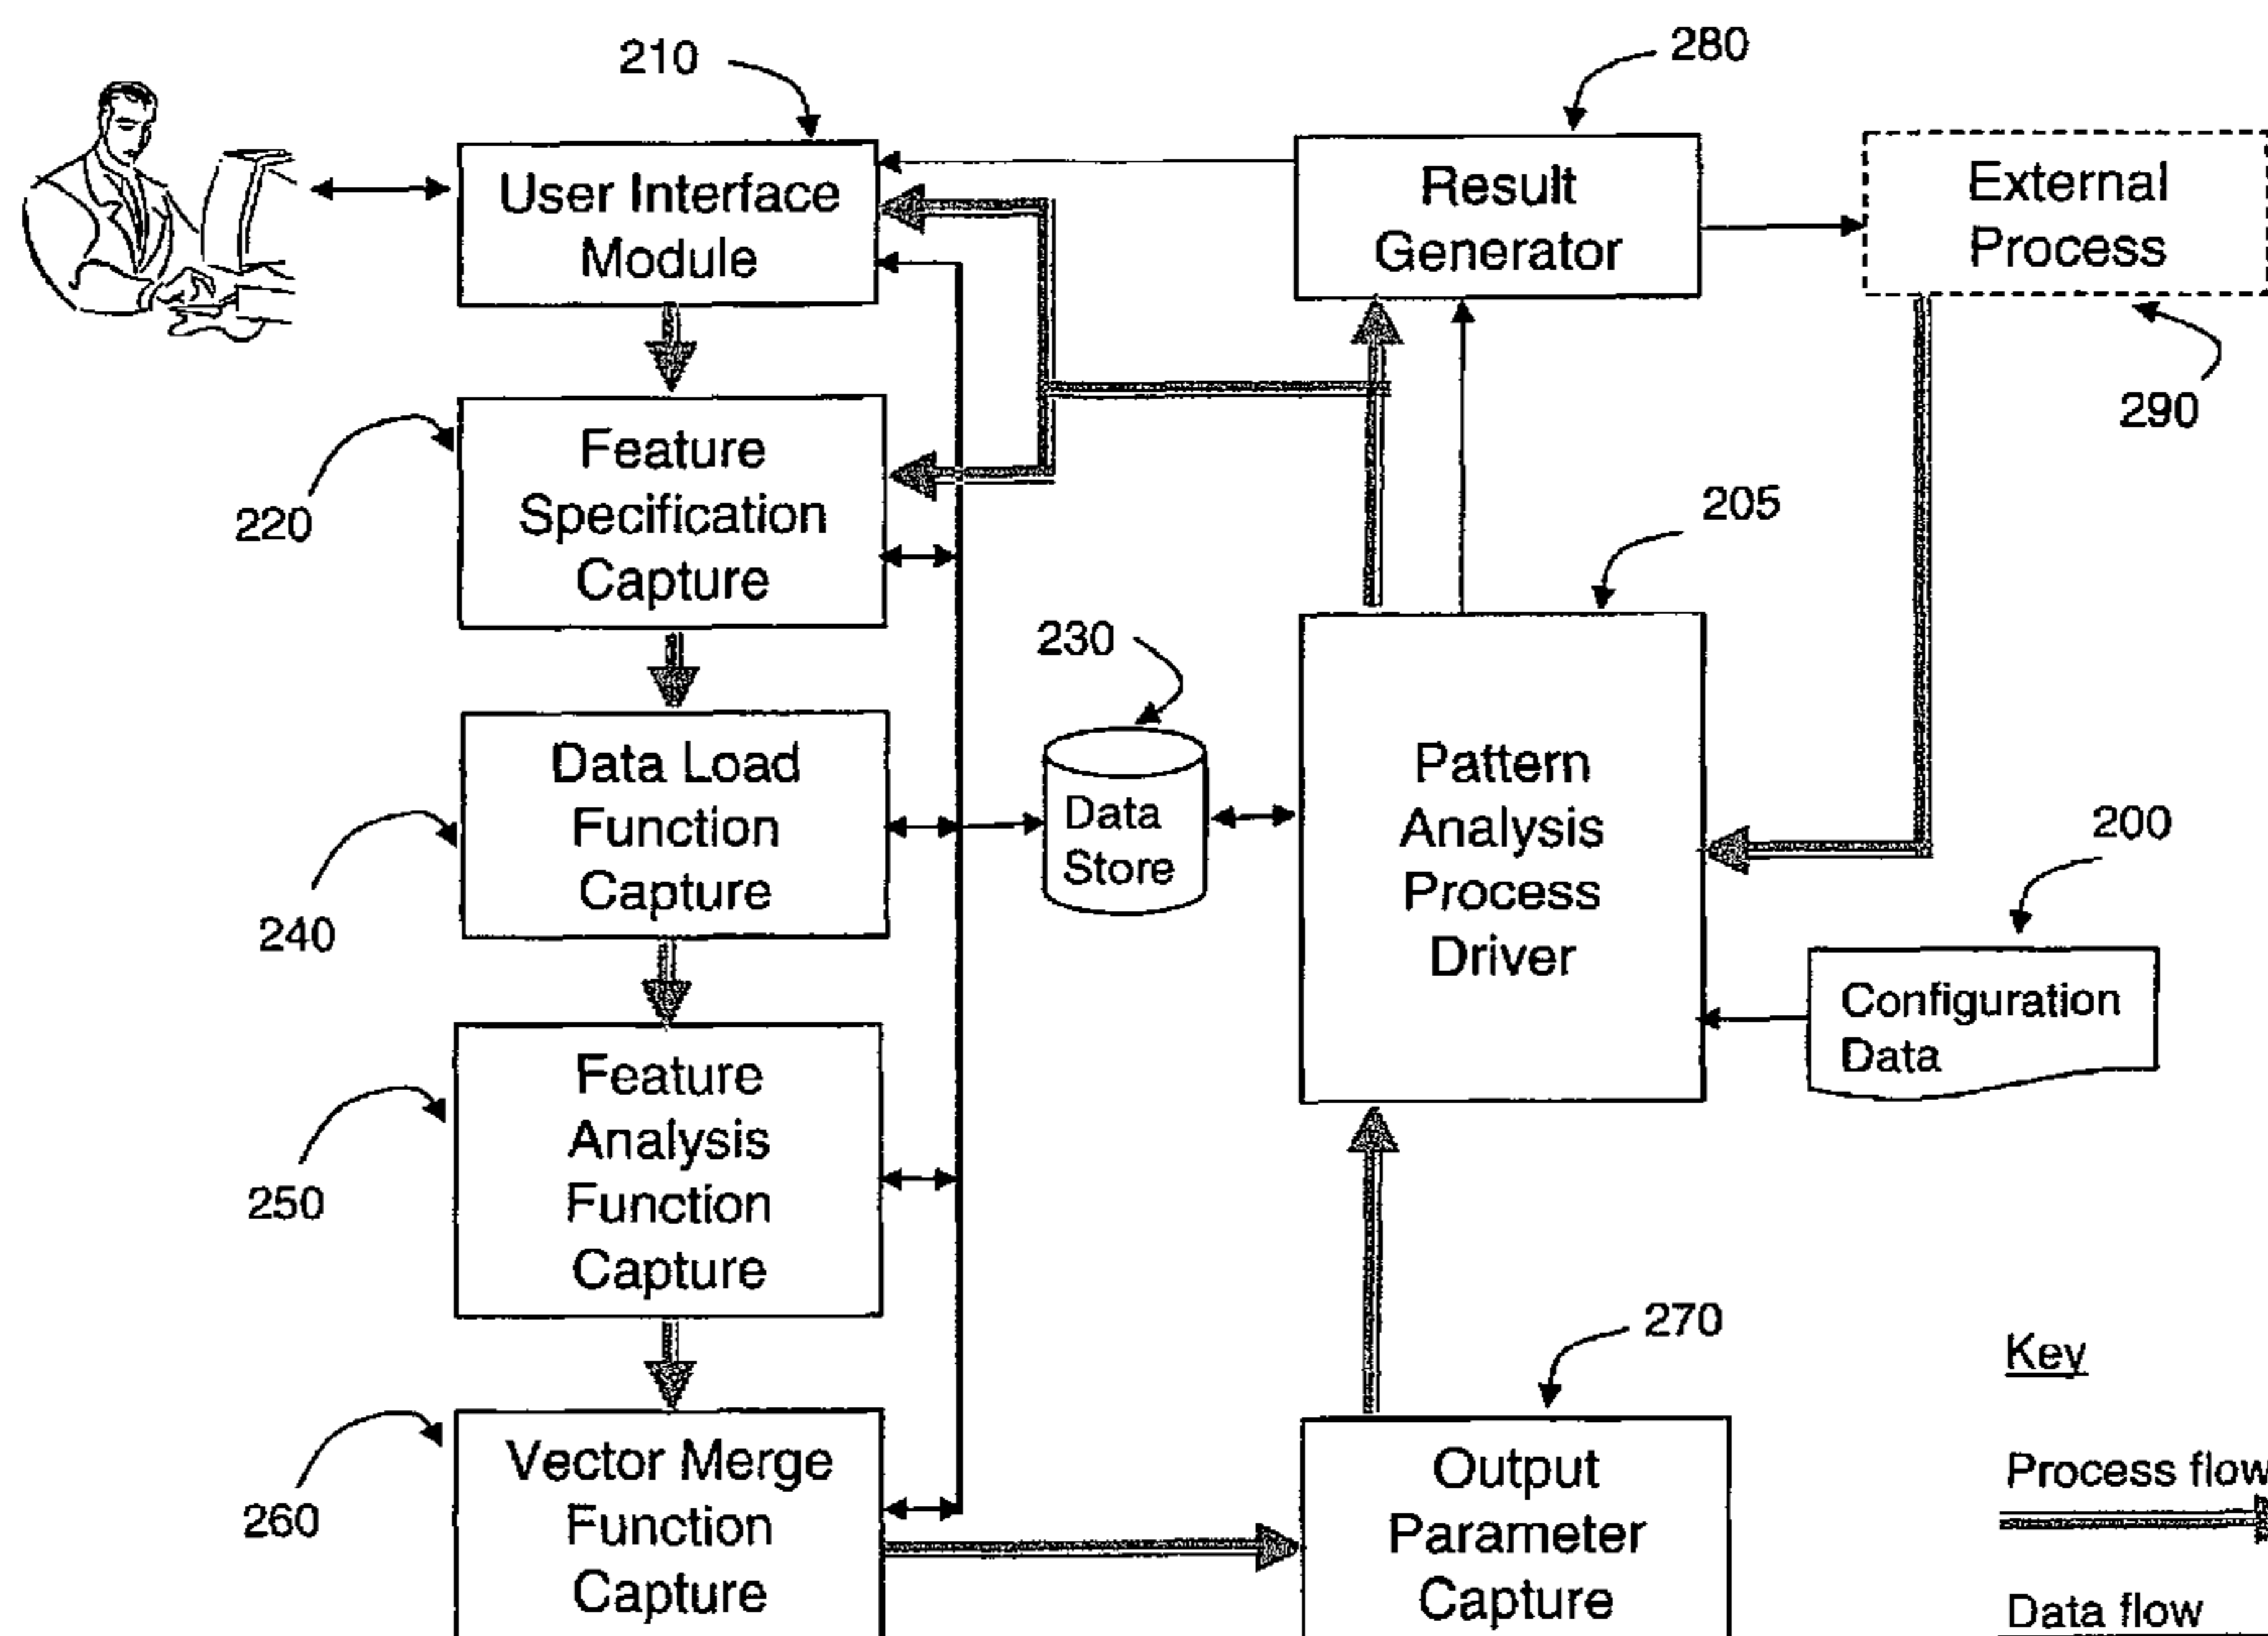 210
280
User Interface
Module
Result
Generator
External
Process
290
220
Feature
Specification
Capture
205
230
Data Load
Function
Capture
240
Data
Store
Pattern
Analysis
Process
Driver
200
Configuration
Data
Feature
Analysis
Function
Capture
250
270
Key
Vector Merge
Function
Capture
260
Output
Parameter
Capture
Process flow
Data flow